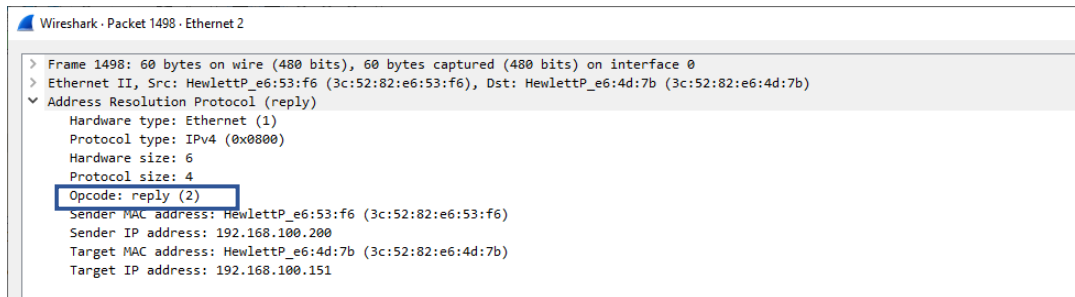 Wireshark · Packet 1498 · Ethernet 2
> Frame 1498: 60 bytes on wire (480 bits), 60 bytes captured (480 bits) on interface 0
> Ethernet II, Src: HewlettP_e6:53:f6 (3c:52:82:e6:53:f6), Dst: HewlettP_e6:4d:7b (3c:52:82:e6:4d:7b)
Address Resolution Protocol (reply)
Hardware type: Ethernet (1)
Protocol type: IPv4 (0x0800)
Hardware size: 6
Protocol size: 4
Opcode: reply (2)
Sender MAC address: HewlettP_e6:53:f6 (3c:52:82:e6:53:f6)
Sender IP address: 192.168.100.200
Target MAC address: HewlettP_e6:4d:7b (3c:52:82:e6:4d:7b)
Target IP address: 192.168.100.151